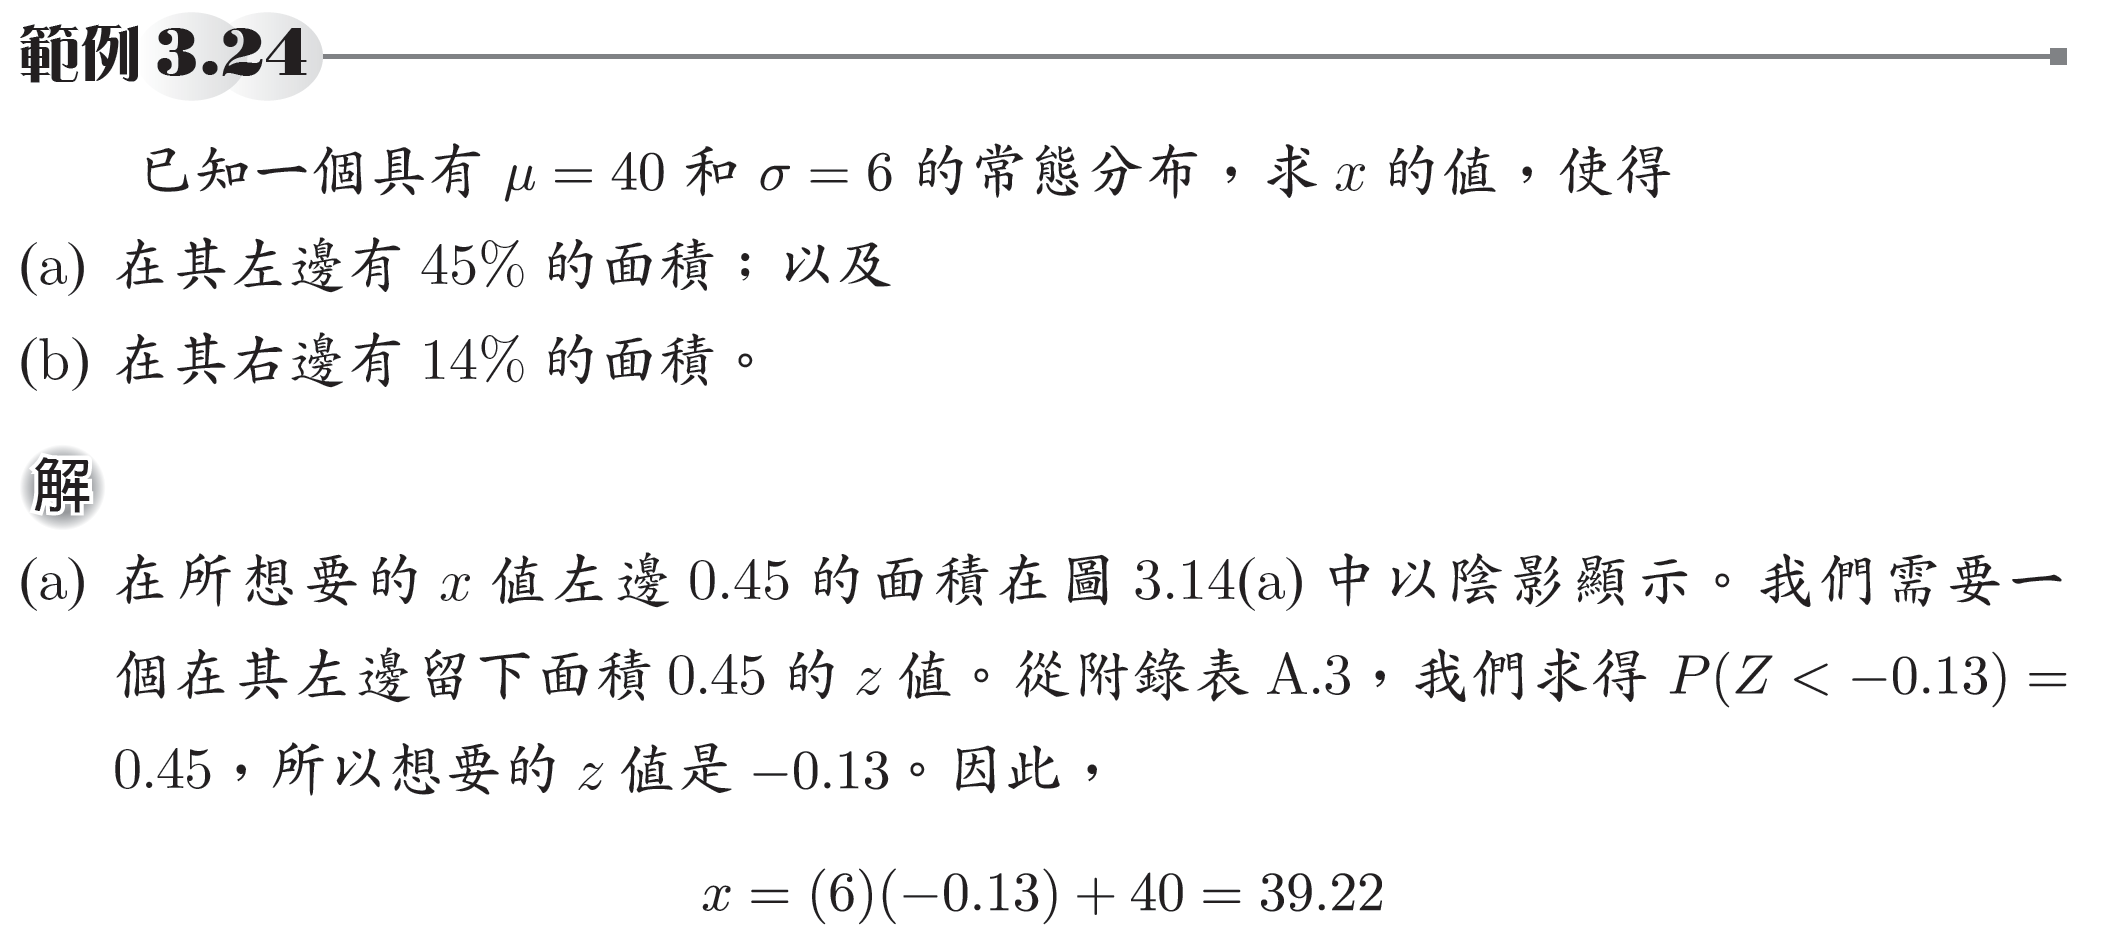 範例 3.24
已知一個具有 μ = 40 和 σ = 6 的常態分布，求 x 的值，使得
(a) 在其左邊有 45% 的面積；以及
(b) 在其右邊有 14% 的面積。
解
(a) 在所想要的 x 值左邊 0.45 的面積在圖 3.14(a) 中以陰影顯示。我們需要一
個在其左邊留下面積 0.45 的 z 值。從附錄表 A.3，我們求得 P(Z < −0.13) =
0.45，所以想要的 z 值是 −0.13。因此，
x = (6)(−0.13) + 40 = 39.22